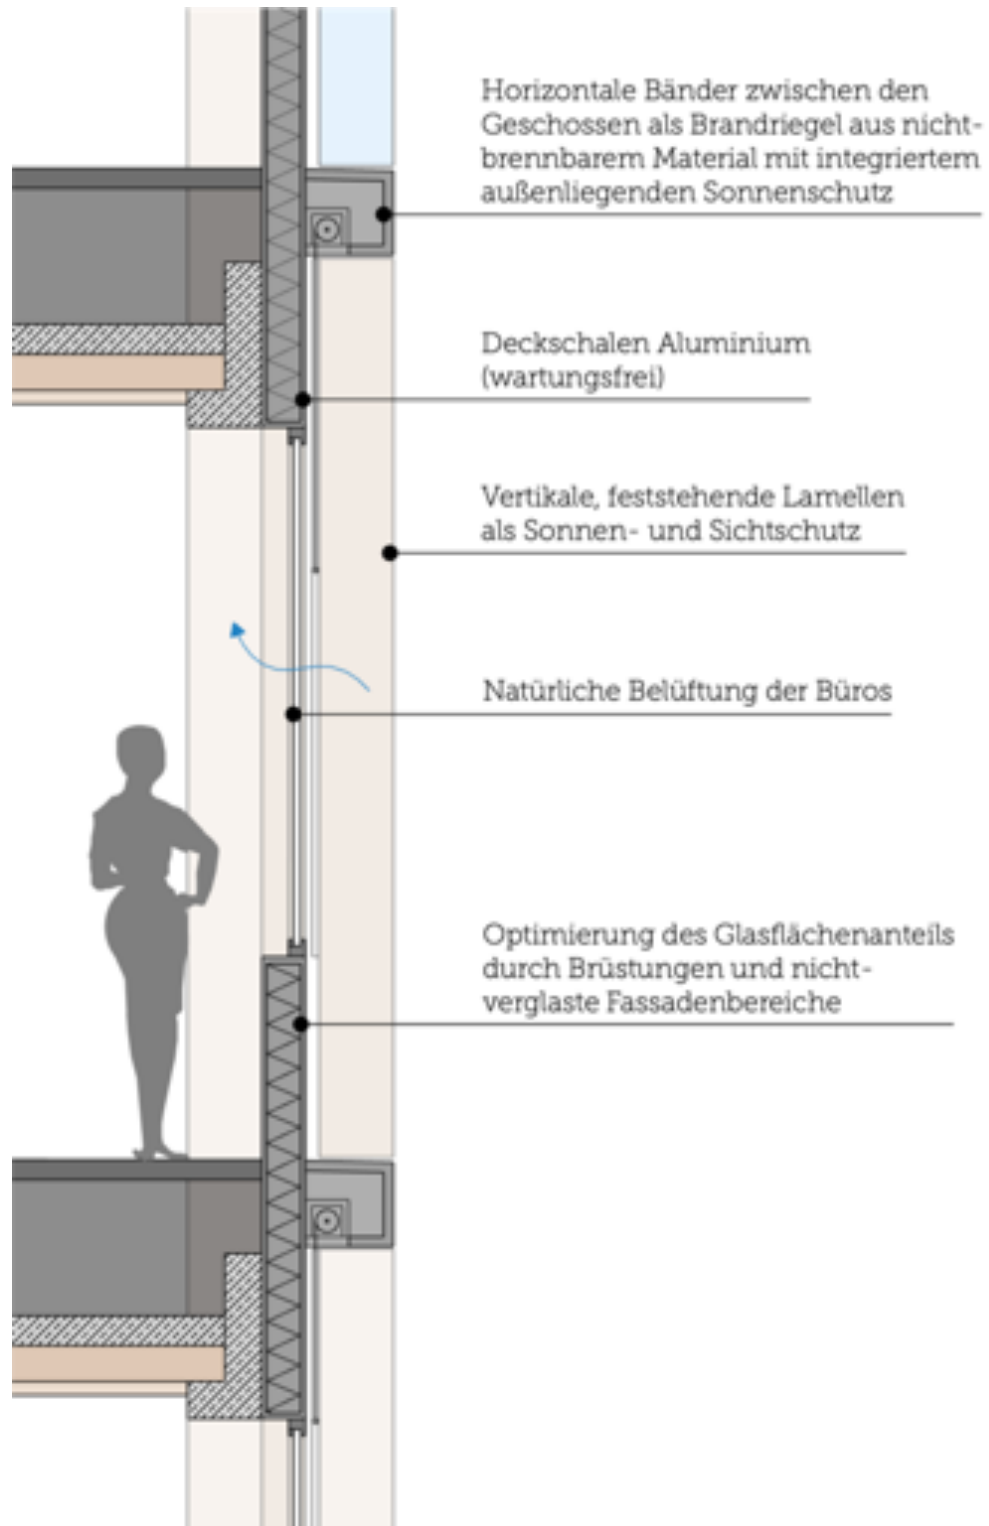 Horizontale Bänder zwischen den
Geschossen als Brandriegel aus nicht-
brennbarem Material mit integriertem
außenliegenden Sonnenschutz
Deckschalen Aluminium
(wartungsfrei)
Vertikale, feststehende Lamellen
als Sonnen- und Sichtschutz
Natürliche Belüftung der Büros
Optimierung des Glasflächenanteils
durch Brüstungen und nicht-
verglaste Fassadenbereiche